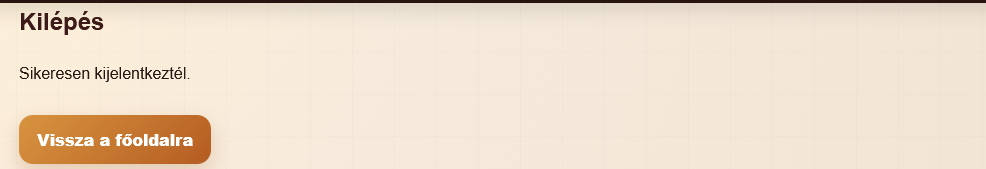 Kilépés
Sikeresen kijelentkeztél.
Vissza a főoldalra